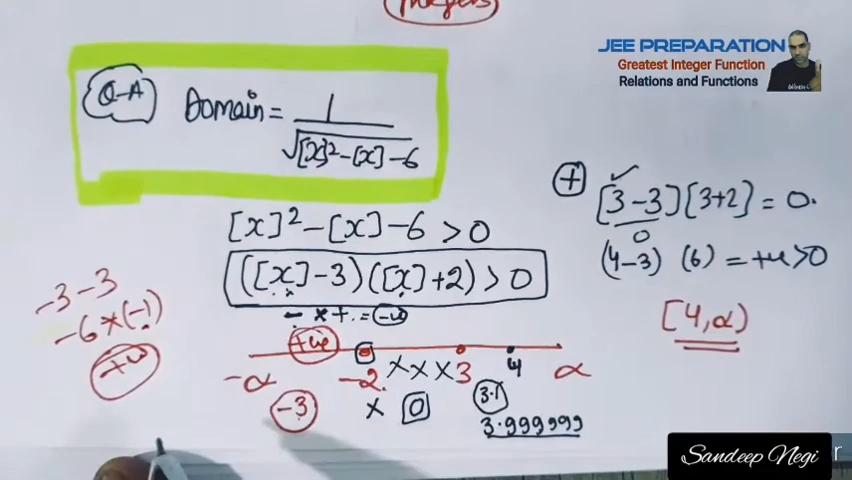 Integers
JEE PREPARATION
Greatest Integer Function
Relations and Functions
Q-A
Domain = 1
√[x]²-[x]-6
[x]²-[x]-6 >0
([x]-3)([x]+2)>0
- × + = -ve
+ve
-∞ -2 ××× 3 4 ∞
-3 × 0 3.1
3.999999
-3-3
-6×(-1)
+ve
+ [3-3][3+2]=0.
0
(4-3) (6) = +ve>0
[4,∞)
Sandeep Negi